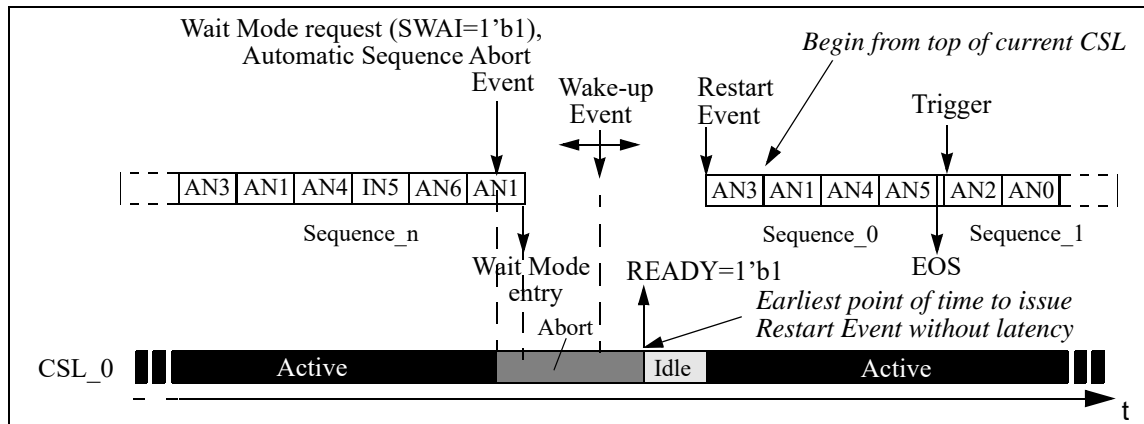 Wait Mode request (SWAI=1’b1),
Automatic Sequence Abort
Event
Wake-up
Event
Restart
Event
Begin from top of current CSL
Trigger
AN3 AN1 AN4 IN5 AN6 AN1
AN3 AN1 AN4 AN5 AN2 AN0
Sequence_n
Sequence_0
Sequence_1
Wait Mode
entry
READY=1’b1
EOS
Earliest point of time to issue
Restart Event without latency
Abort
CSL_0
Active
Idle
Active
t